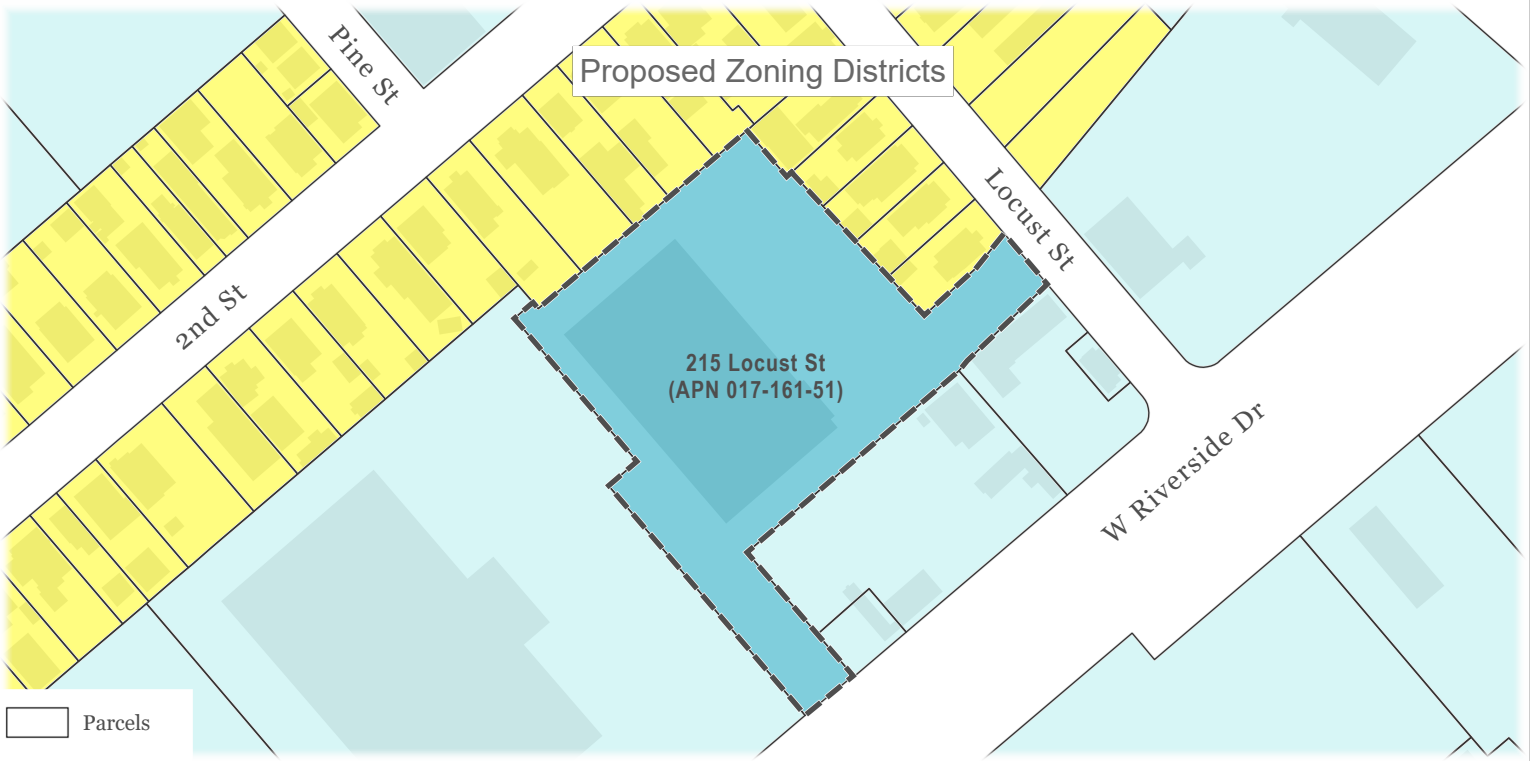 Pine St
Proposed Zoning Districts
Locust St
2nd St
215 Locust St
(APN 017-161-51)
W Riverside Dr
Parcels